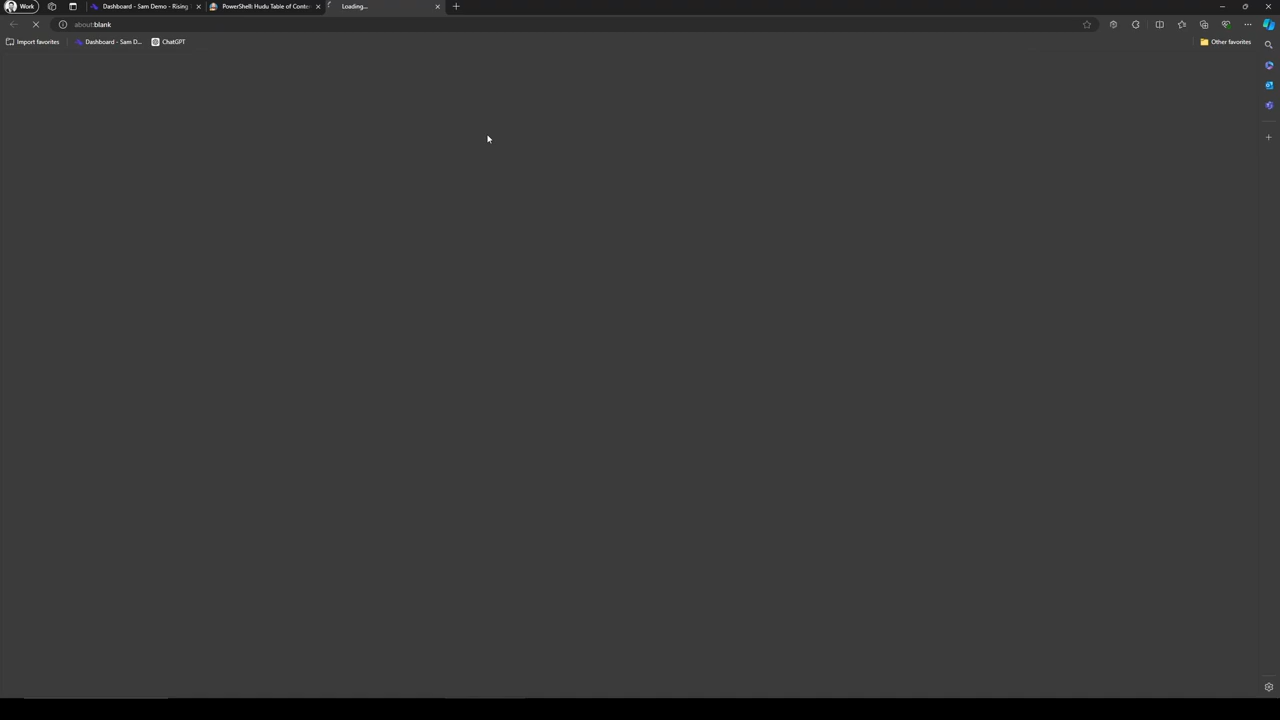 Work
Dashboard - Sam Demo - Rising
PowerShell: Hudu Table of Conten
Loading...
about:blank
Import favorites
Dashboard - Sam D...
ChatGPT
Other favorites